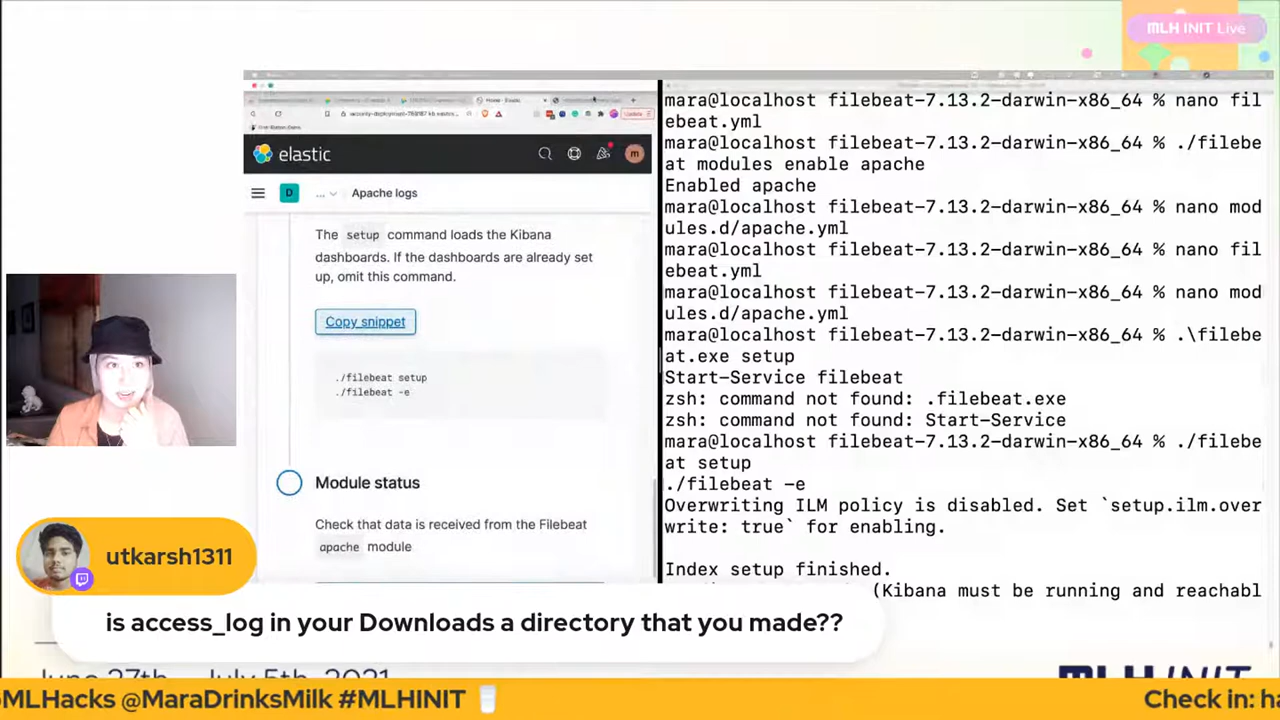 MLH INIT Live
elastic
m
D
... Apache logs
The setup command loads the Kibana
dashboards. If the dashboards are already set
up, omit this command.
Copy snippet
./filebeat setup
./filebeat -e
Module status
Check that data is received from the Filebeat
apache module
mara@localhost filebeat-7.13.2-darwin-x86_64 % nano fil
ebeat.yml
mara@localhost filebeat-7.13.2-darwin-x86_64 % ./filebe
at modules enable apache
Enabled apache
mara@localhost filebeat-7.13.2-darwin-x86_64 % nano mod
ules.d/apache.yml
mara@localhost filebeat-7.13.2-darwin-x86_64 % nano fil
ebeat.yml
mara@localhost filebeat-7.13.2-darwin-x86_64 % nano mod
ules.d/apache.yml
mara@localhost filebeat-7.13.2-darwin-x86_64 % .\filebe
at.exe setup
Start-Service filebeat
zsh: command not found: .filebeat.exe
zsh: command not found: Start-Service
mara@localhost filebeat-7.13.2-darwin-x86_64 % ./filebe
at setup
./filebeat -e
Overwriting ILM policy is disabled. Set `setup.ilm.over
write: true` for enabling.
Index setup finished.
(Kibana must be running and reachabl
utkarsh1311
is access_log in your Downloads a directory that you made??
June 27th - July 5th, 2021
MLH INIT
@MLHacks @MaraDrinksMilk #MLHINIT
Check in: ha